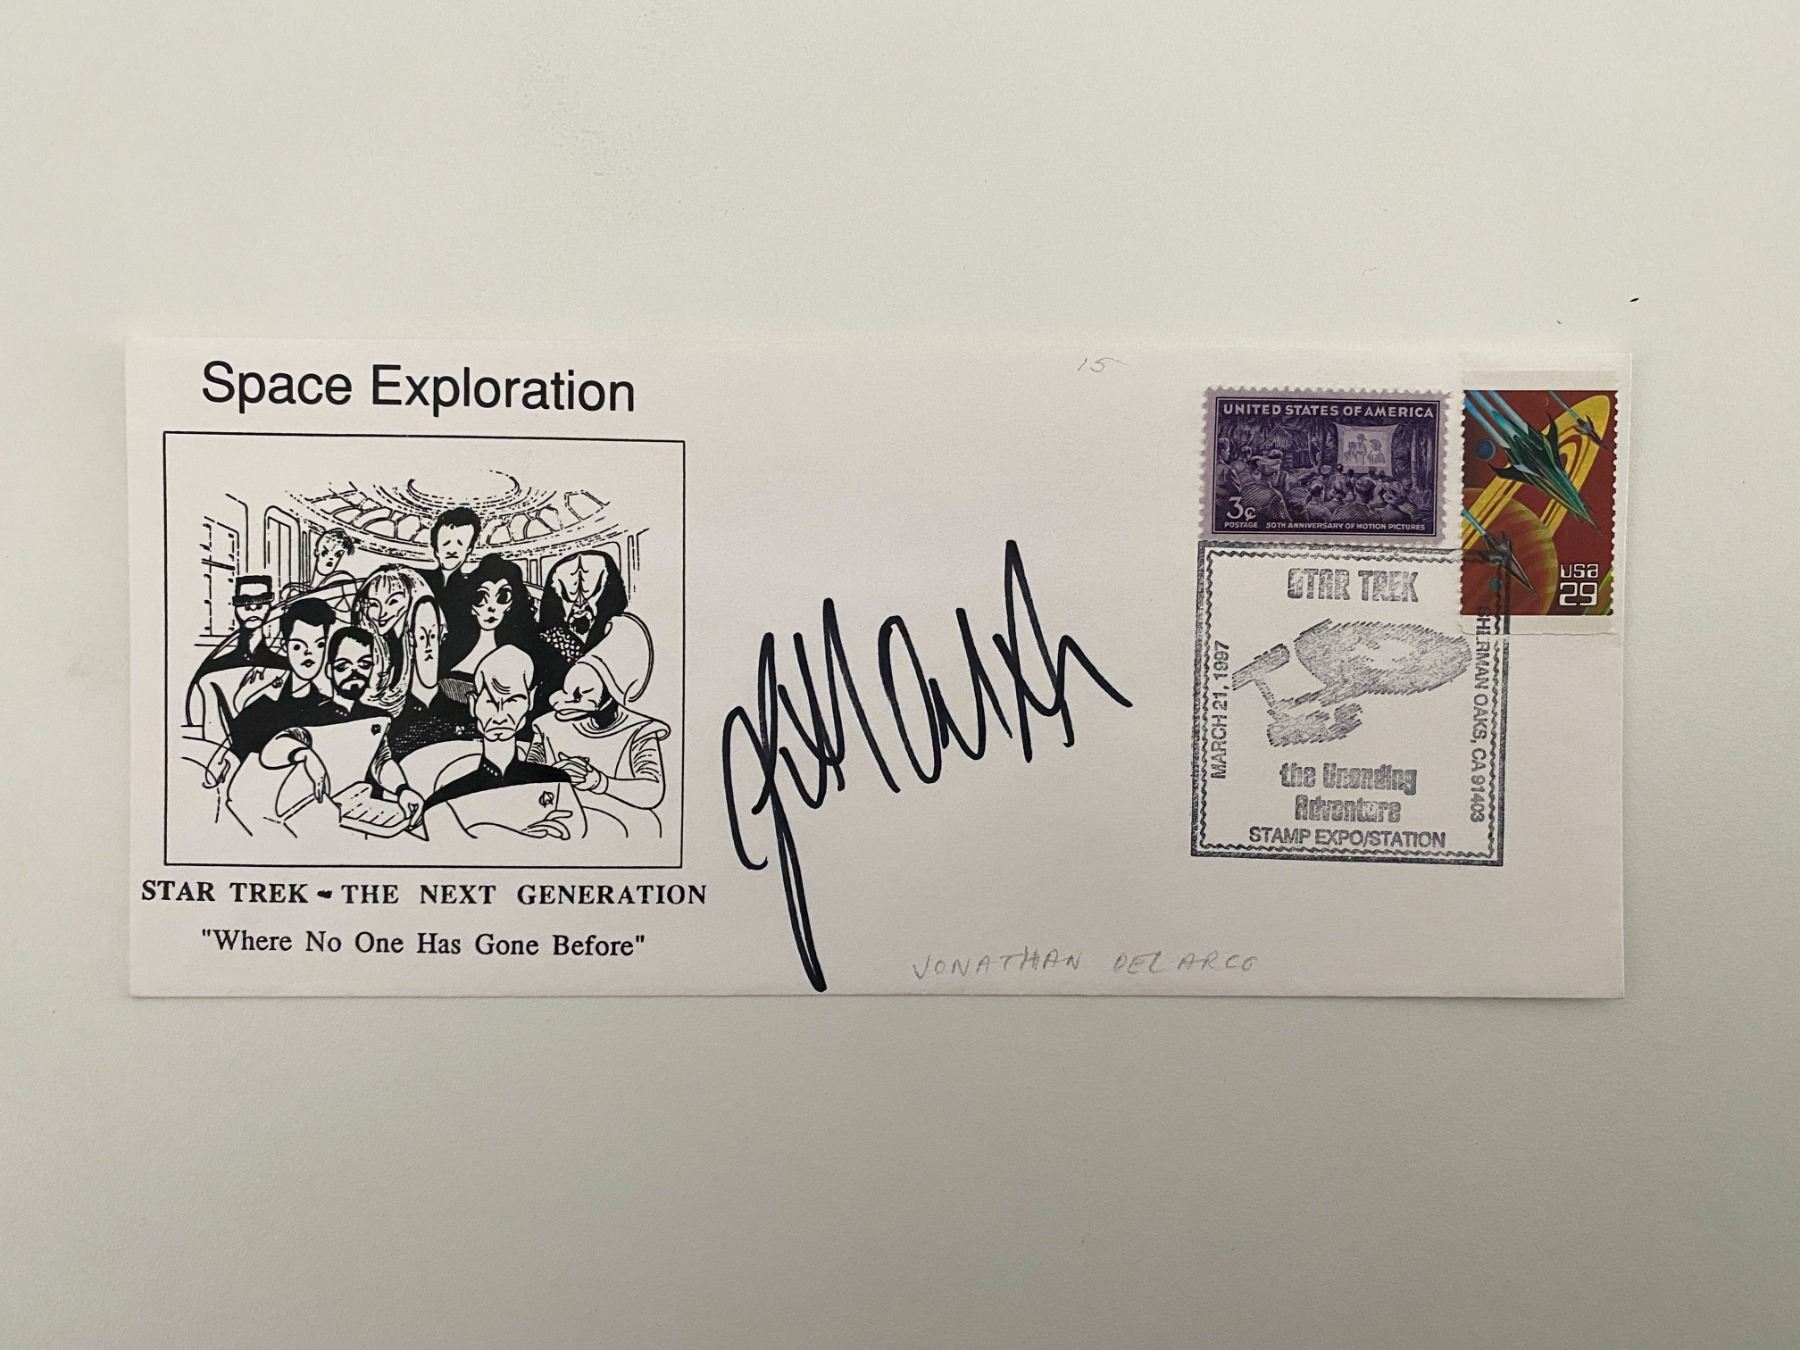 Space Exploration
STAR TREK - THE NEXT GENERATION
"Where No One Has Gone Before"
15
UNITED STATES OF AMERICA
3¢
POSTAGE 50TH ANNIVERSARY OF MOTION PICTURES
USA
29
STAR TREK
MARCH 21, 1997
SHERMAN OAKS, CA 91403
the Unending
Adventure
STAMP EXPO/STATION
JONATHAN DEL ARCO